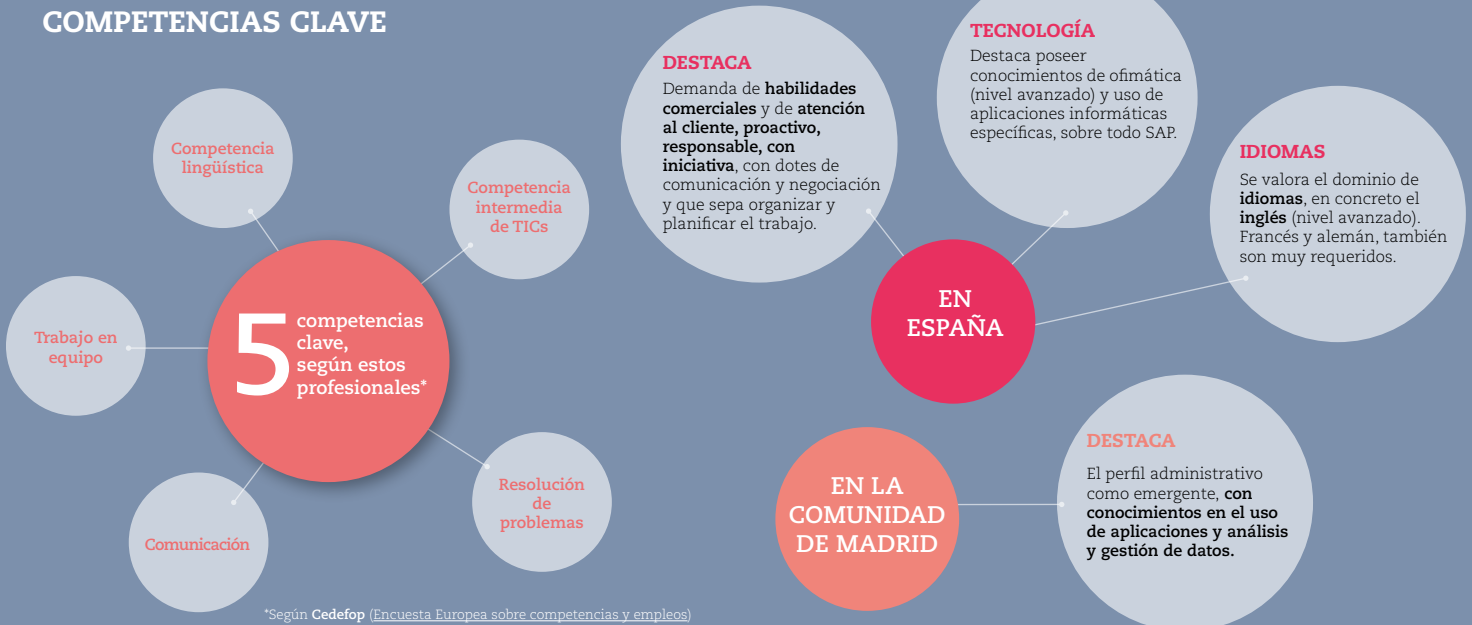 COMPETENCIAS CLAVE
Competencia
lingüística
Competencia
intermedia
de TICs
Trabajo en
equipo
5
competencias
clave,
según estos
profesionales*
Comunicación
Resolución
de
problemas
*Según Cedefop (Encuesta Europea sobre competencias y empleos)
DESTACA
Demanda de habilidades
comerciales y de atención
al cliente, proactivo,
responsable, con
iniciativa, con dotes de
comunicación y negociación
y que sepa organizar y
planificar el trabajo.
TECNOLOGÍA
Destaca poseer
conocimientos de ofimática
(nivel avanzado) y uso de
aplicaciones informáticas
específicas, sobre todo SAP.
IDIOMAS
Se valora el dominio de
idiomas, en concreto el
inglés (nivel avanzado).
Francés y alemán, también
son muy requeridos.
EN
ESPAÑA
EN LA
COMUNIDAD
DE MADRID
DESTACA
El perfil administrativo
como emergente, con
conocimientos en el uso
de aplicaciones y análisis
y gestión de datos.